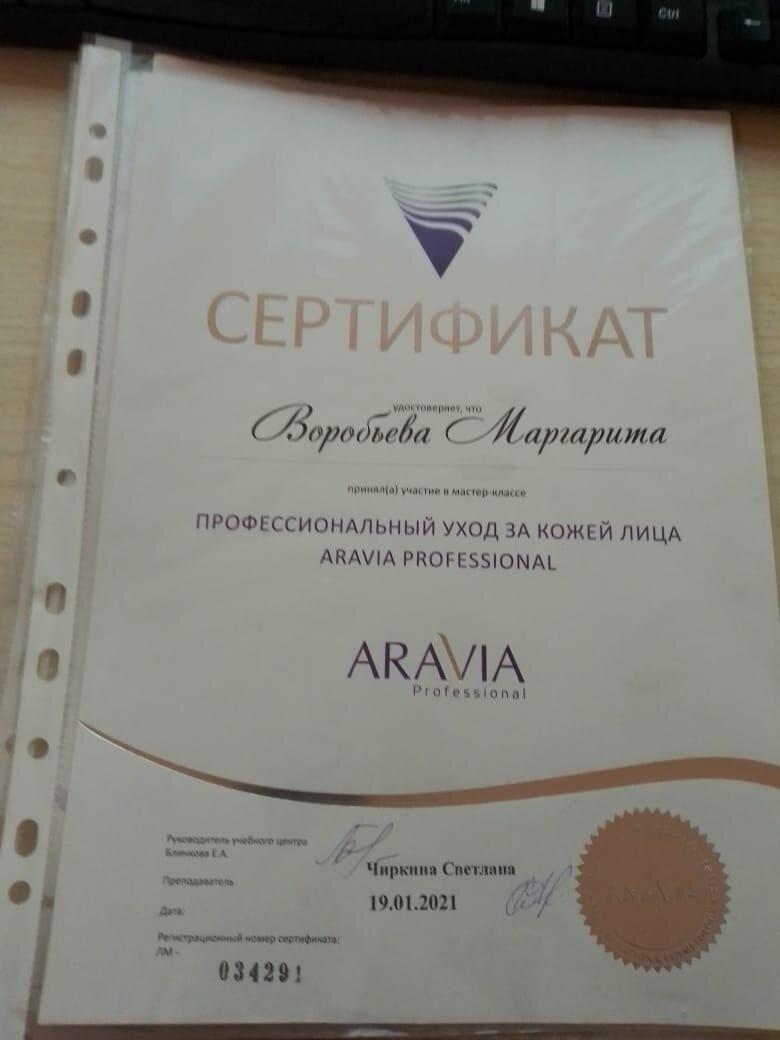 Ctrl
СЕРТИФИКАТ
удостоверяет, что
Воробьева Маргарита
принял(а) участие в мастер-классе
ПРОФЕССИОНАЛЬНЫЙ УХОД ЗА КОЖЕЙ ЛИЦА
ARAVIA PROFESSIONAL
ARAVIA
Professional
Руководитель учебного центра
Блинкова Е.А.
Чиркина Светлана
Преподаватель
19.01.2021
Дата:
Регистрационный номер сертификата:
ЛМ -
034291
ARAVIA